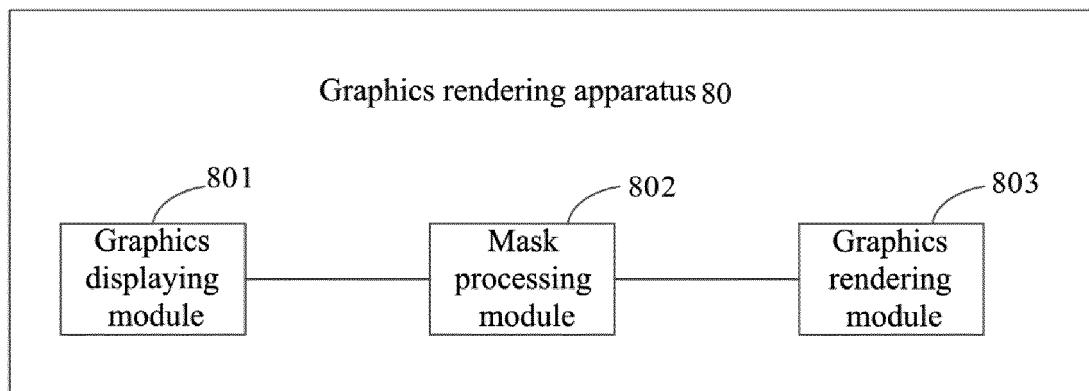 Graphics rendering apparatus 80
801
802
803
Graphics
displaying
module
Mask
processing
module
Graphics
rendering
module